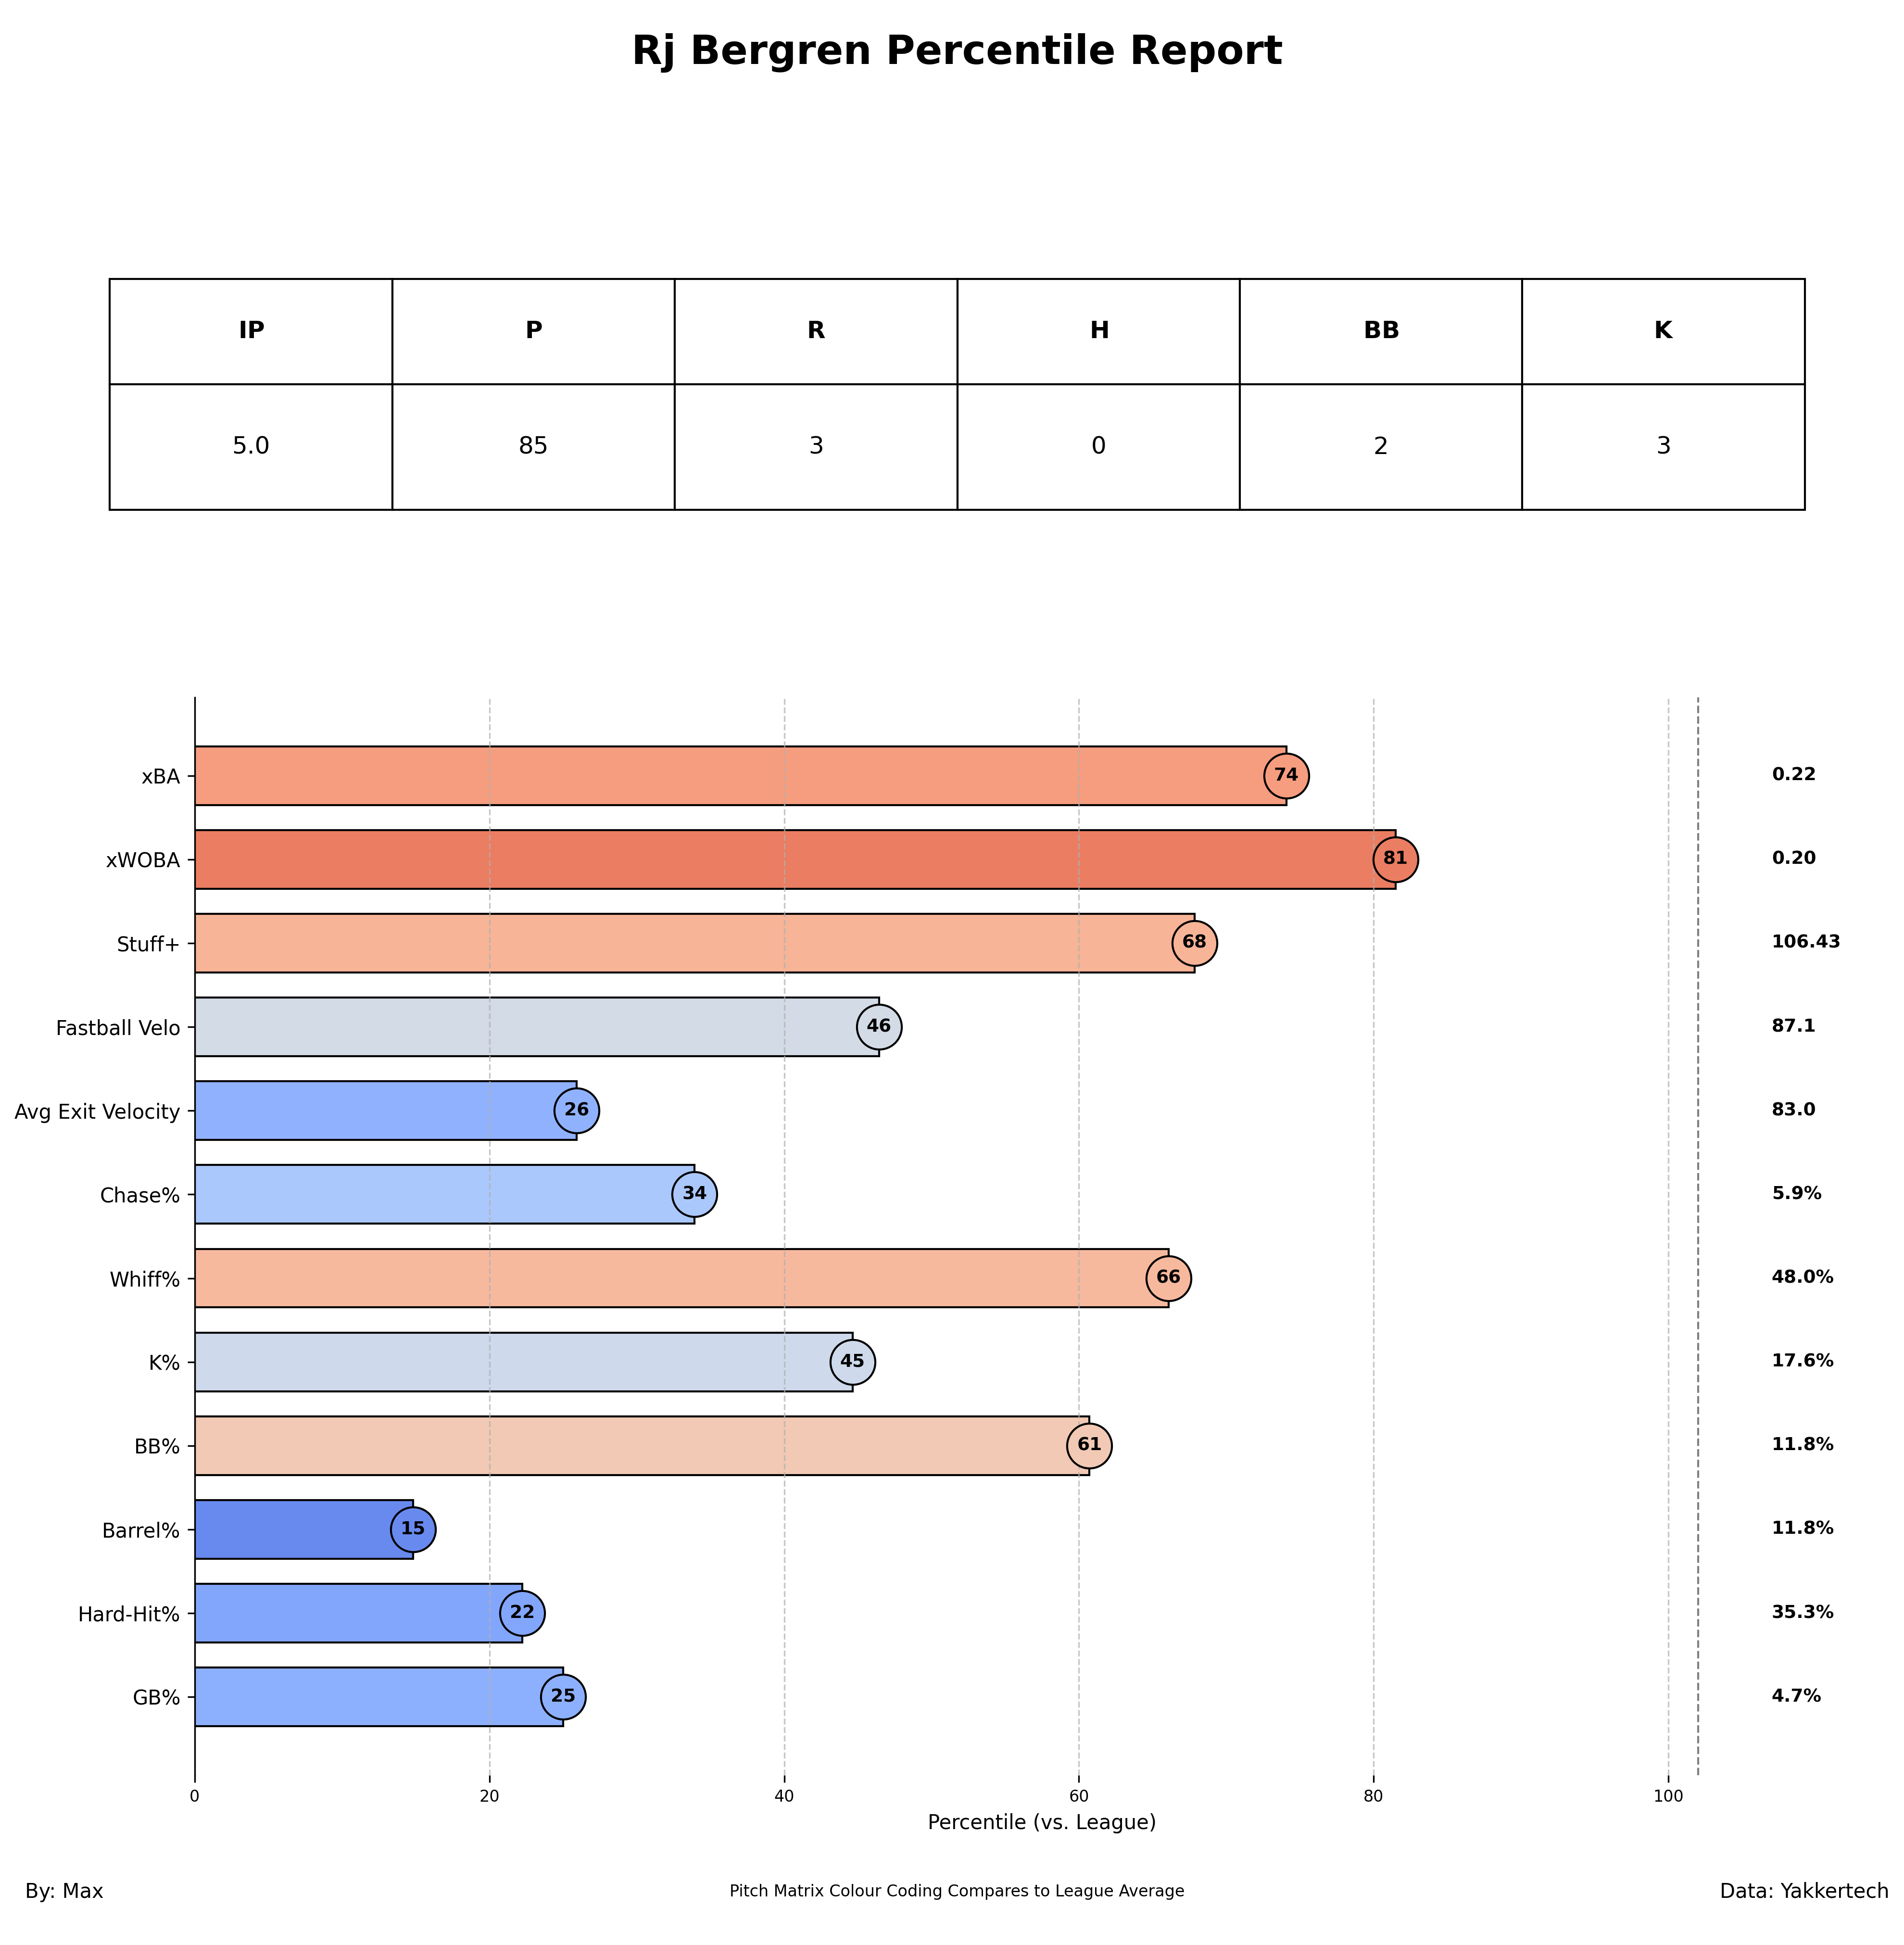 Rj Bergren Percentile Report
IP P R H BB K
5.0 85 3 0 2 3
xBA 74 0.22
xWOBA 81 0.20
Stuff+ 68 106.43
Fastball Velo 46 87.1
Avg Exit Velocity 26 83.0
Chase% 34 5.9%
Whiff% 66 48.0%
K% 45 17.6%
BB% 61 11.8%
Barrel% 15 11.8%
Hard-Hit% 22 35.3%
GB% 25 4.7%
0 20 40 60 80 100
Percentile (vs. League)
By: Max Pitch Matrix Colour Coding Compares to League Average Data: Yakkertech